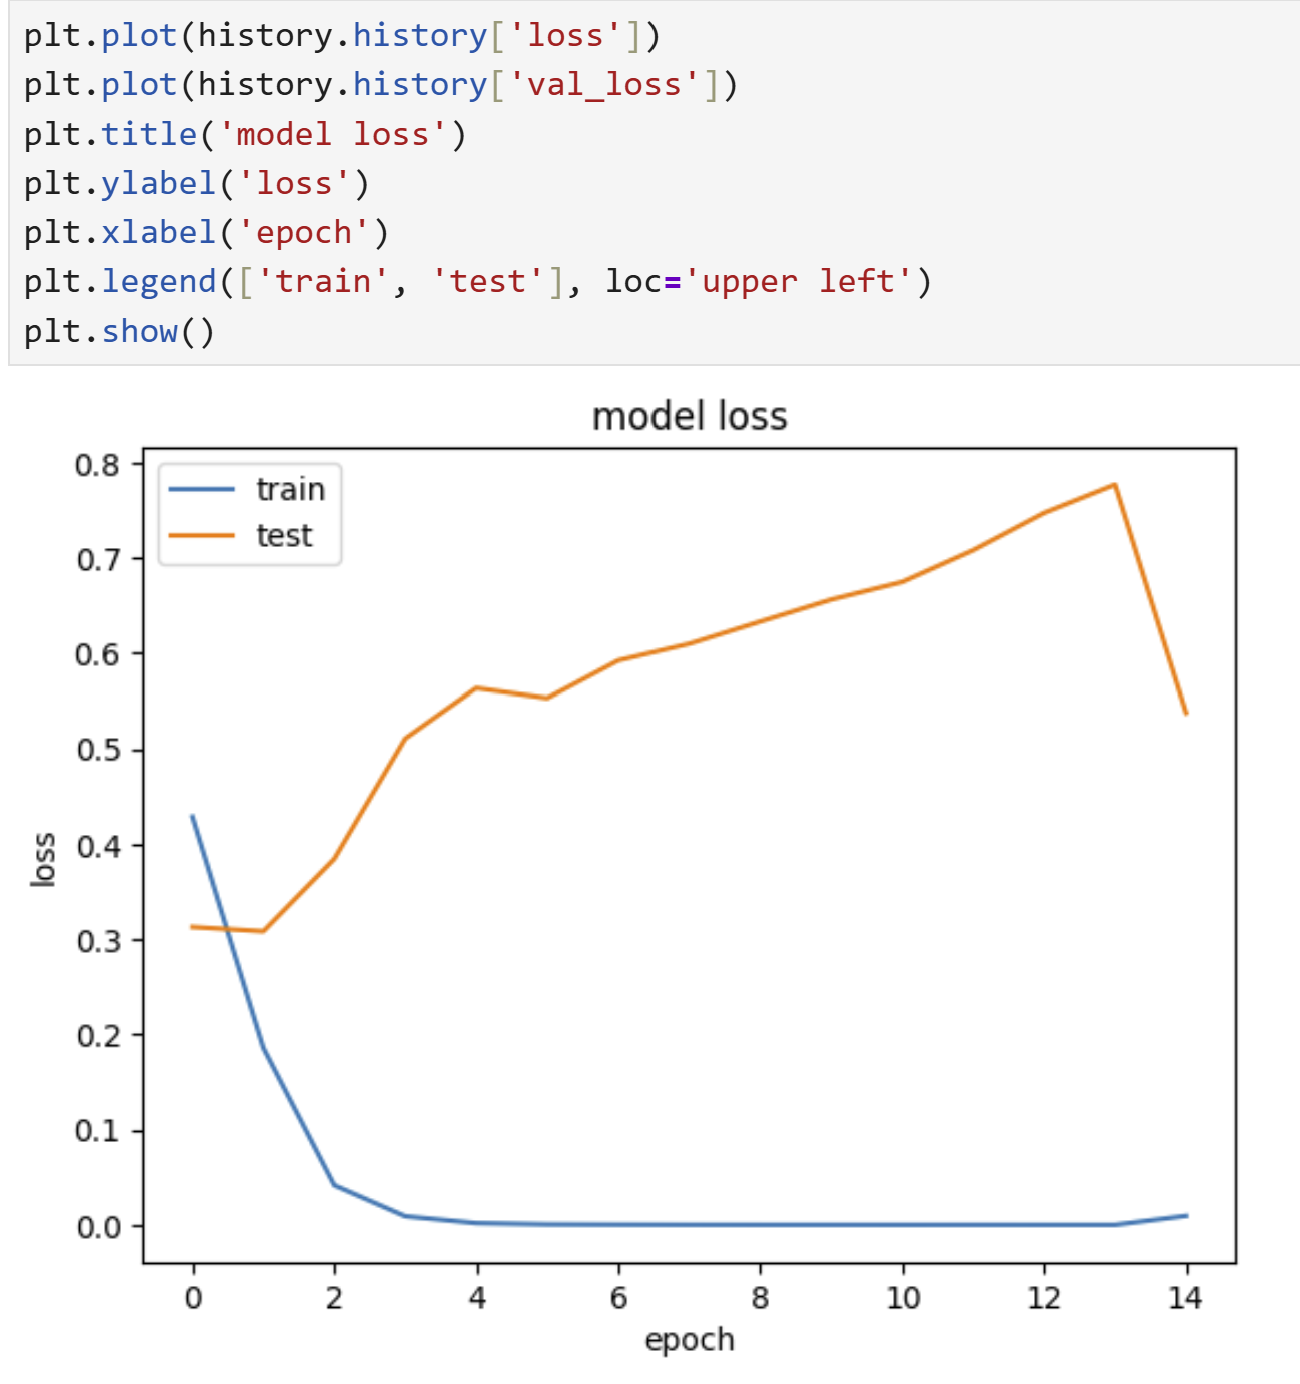 plt.plot(history.history['loss'])
plt.plot(history.history['val_loss'])
plt.title('model loss')
plt.ylabel('loss')
plt.xlabel('epoch')
plt.legend(['train', 'test'], loc='upper left')
plt.show()
model loss
train
test
0.8
0.7
0.6
0.5
0.4
0.3
0.2
0.1
0.0
loss
0 2 4 6 8 10 12 14
epoch